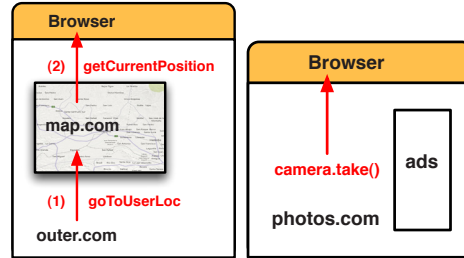 Browser
(2) getCurrentPosition
map.com
(1) goToUserLoc
outer.com
Browser
camera.take()
ads
photos.com